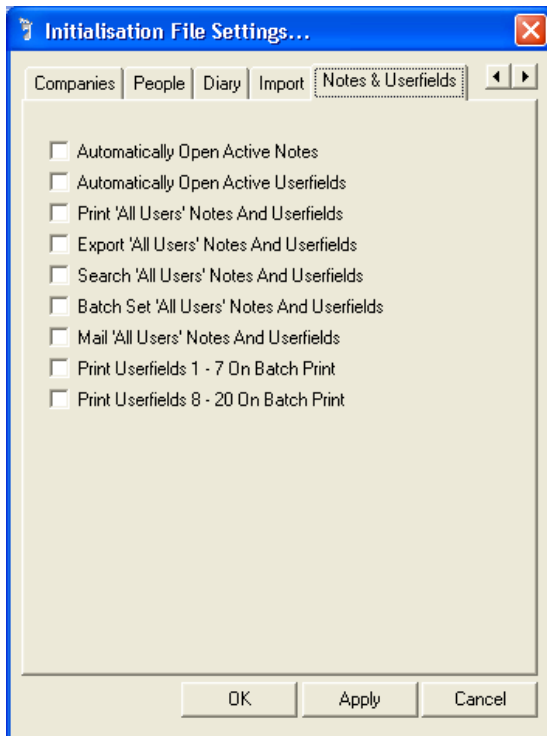 Initialisation File Settings...
Companies People Diary Import Notes & Userfields
Automatically Open Active Notes
Automatically Open Active Userfields
Print 'All Users' Notes And Userfields
Export 'All Users' Notes And Userfields
Search 'All Users' Notes And Userfields
Batch Set 'All Users' Notes And Userfields
Mail 'All Users' Notes And Userfields
Print Userfields 1 - 7 On Batch Print
Print Userfields 8 - 20 On Batch Print
OK Apply Cancel